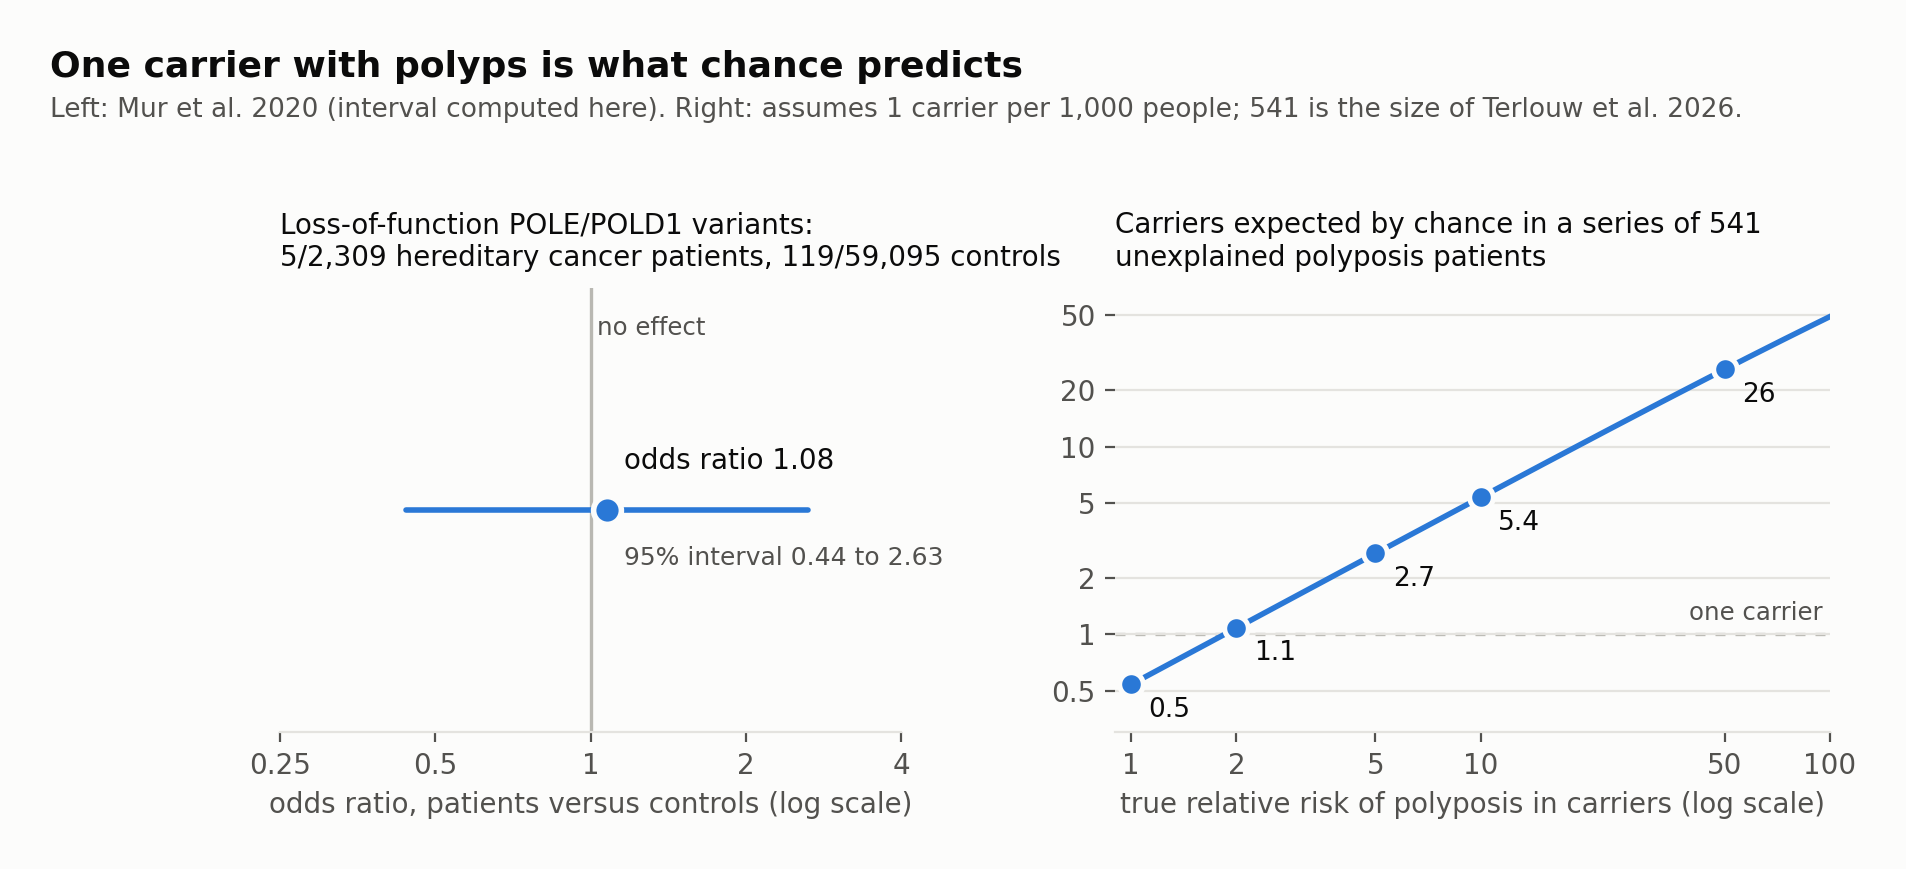 One carrier with polyps is what chance predicts
Left: Mur et al. 2020 (interval computed here). Right: assumes 1 carrier per 1,000 people; 541 is the size of Terlouw et al. 2026.
Loss-of-function POLE/POLD1 variants:
5/2,309 hereditary cancer patients, 119/59,095 controls
no effect
odds ratio 1.08
95% interval 0.44 to 2.63
0.25
0.5
1
2
4
odds ratio, patients versus controls (log scale)
Carriers expected by chance in a series of 541
unexplained polyposis patients
50
20
10
5
2
1
0.5
26
5.4
2.7
one carrier
1.1
0.5
1
2
5
10
50
100
true relative risk of polyposis in carriers (log scale)